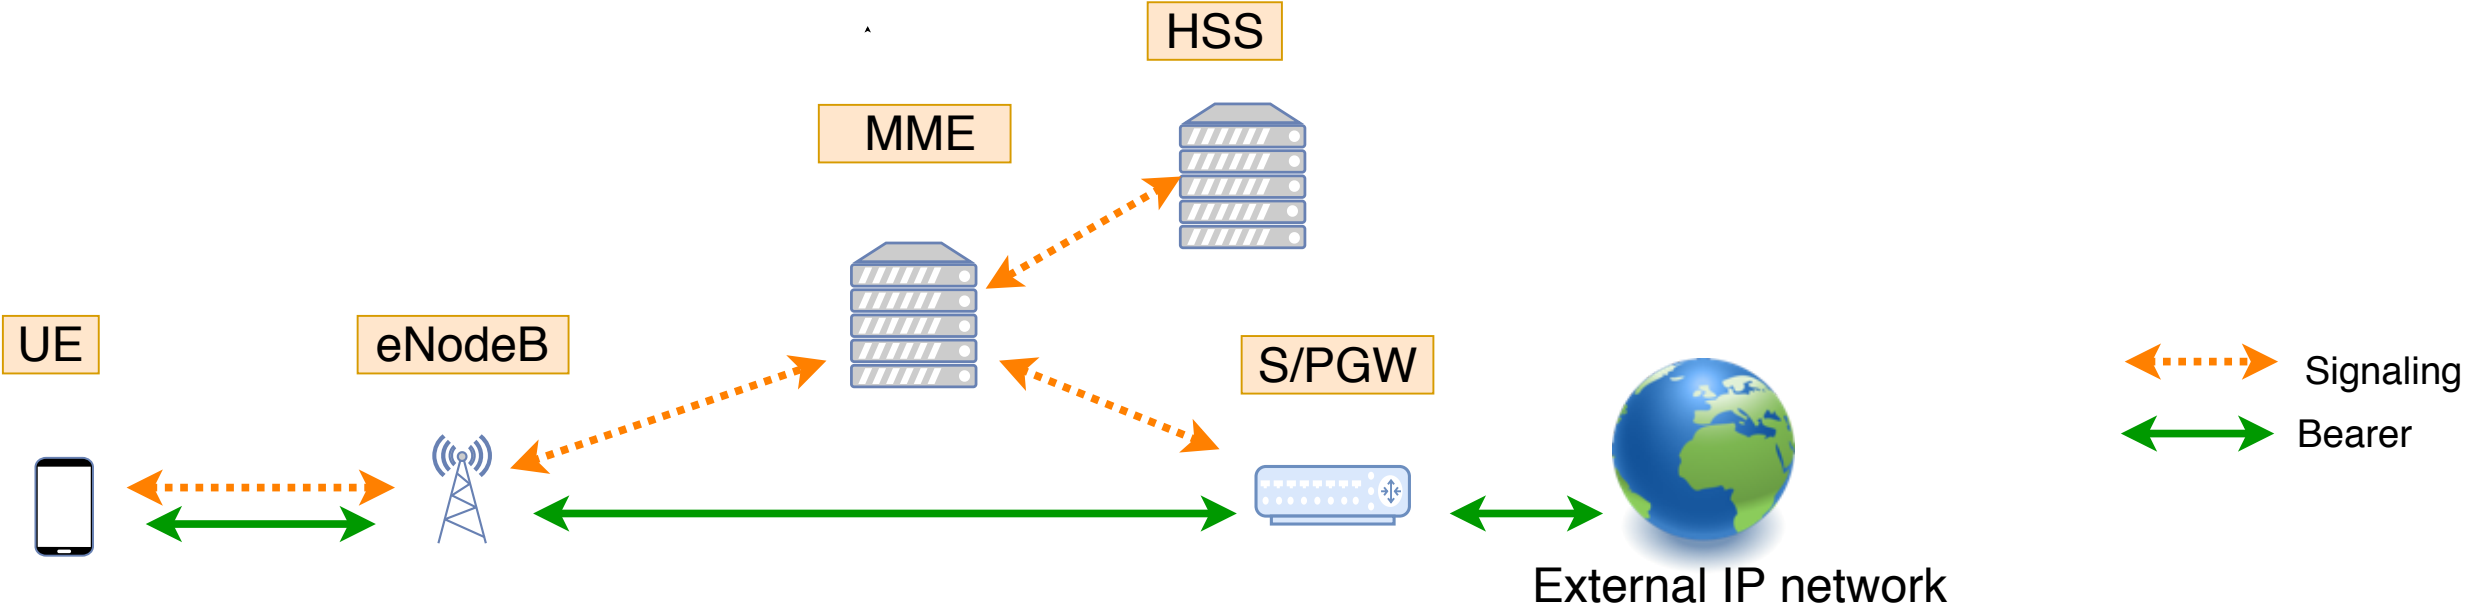 HSS
MME
UE
eNodeB
S/PGW
Signaling
Bearer
External IP network